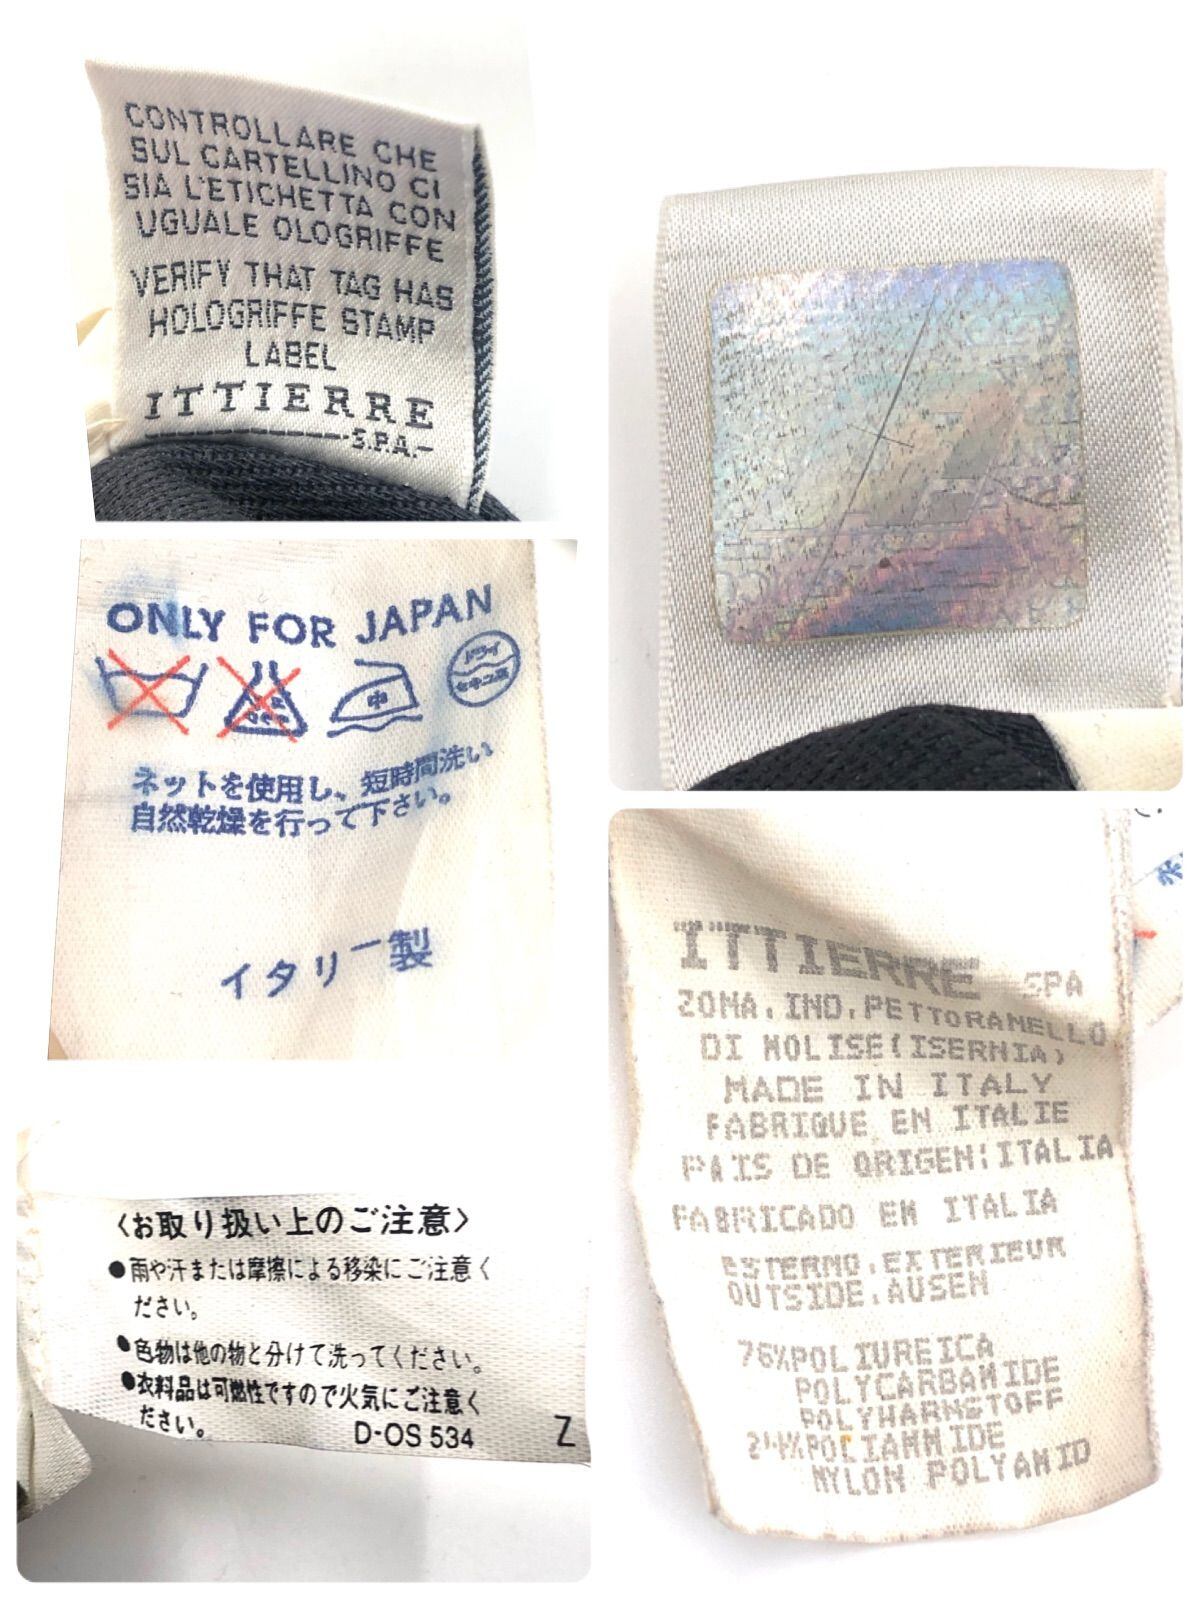 CONTROLLARE CHE
SUL CARTELLINO CI
SIA L'ETICHETTA CON
UGUALE OLOGRIFFE
VERIFY THAT TAG HAS
HOLOGRIFFE STAMP
LABEL
ITTIERRE
S.P.A.
ONLY FOR JAPAN
中
ドライ
セキユ系
ネットを使用し、短時間洗い
自然乾燥を行って下さい。
イタリー製
〈お取り扱い上のご注意〉
●雨や汗または摩擦による移染にご注意く
ださい。
●色物は他の物と分けて洗ってください。
●衣料品は可燃性ですので火気にご注意く
ださい。
D-OS 534 Z
ITTIERRE SPA
ZONA.IND.PETTORANELLO
DI MOLISE(ISERNIA)
MADE IN ITALY
FABRIQUE EN ITALIE
PAIS DE ORIGEN:ITALIA
FABRICADO EN ITALIA
ESTERNO.EXTERIEUR
OUTSIDE.AUSEN
76%POLIUREICA
POLYCARBAMIDE
POLYHARNSTOFF
24%POLIAMMIDE
NYLON POLYAMID